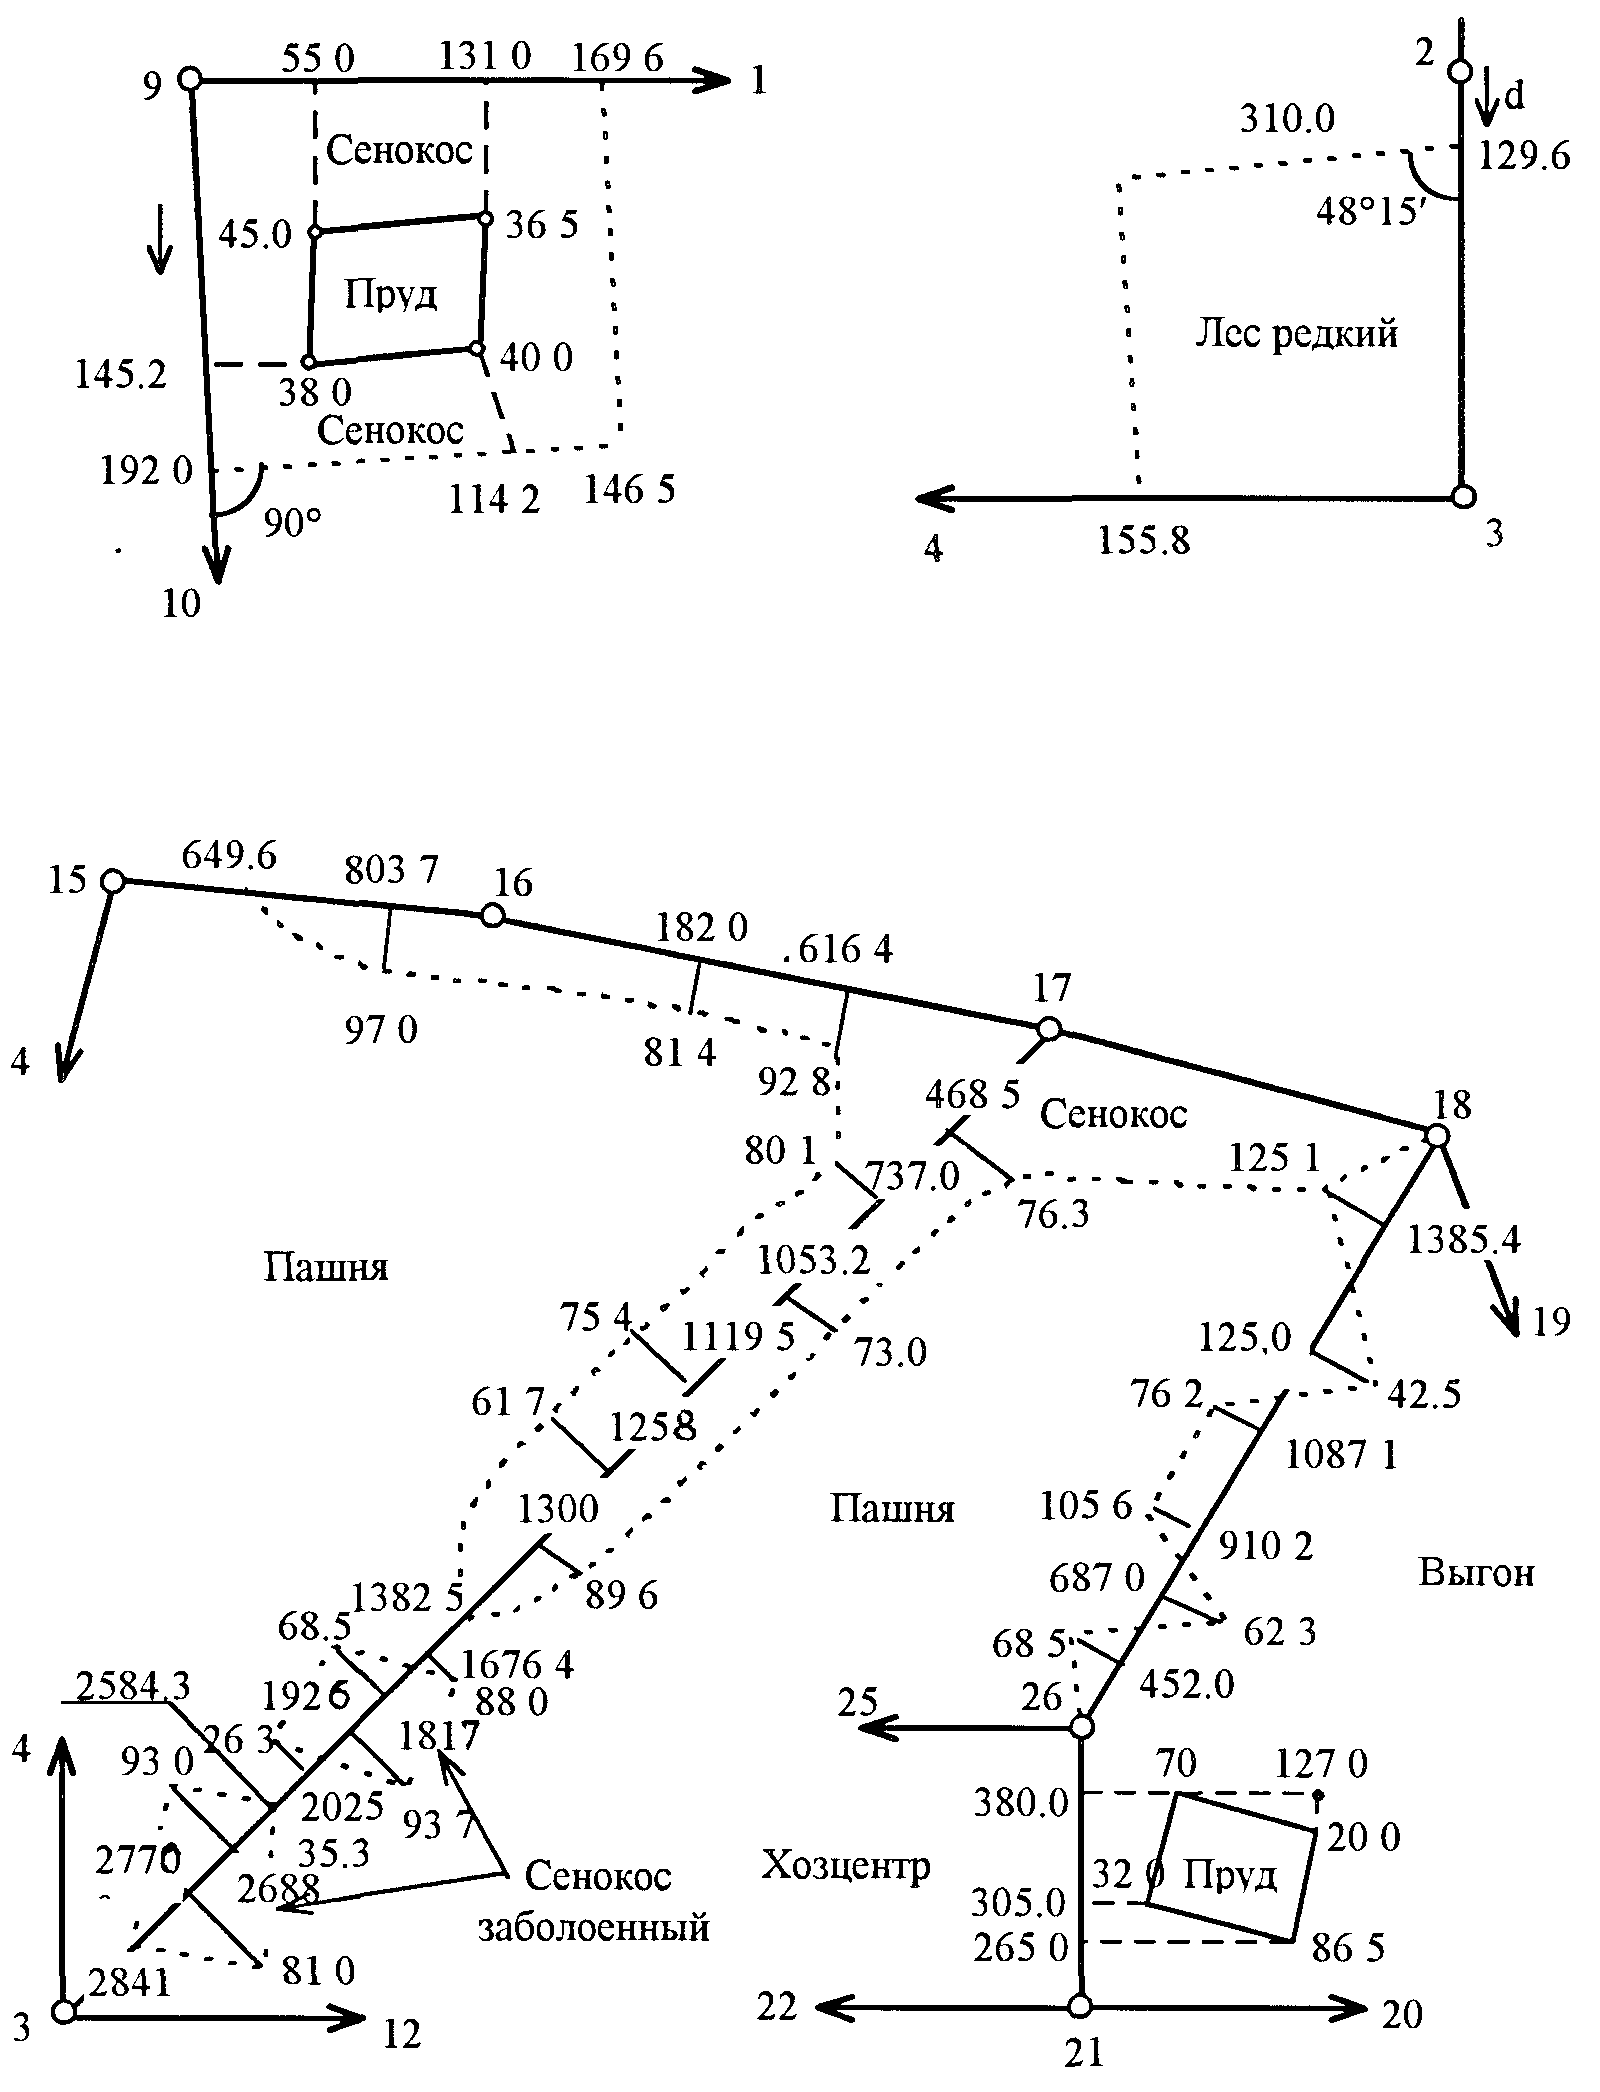 55 0 131 0 169 6
9 1
Сенокос
45.0 36 5
Пруд
145.2 40 0
38 0
Сенокос
192 0 114 2 146 5
90°
10
2
d
310.0
129.6
48°15′
Лес редкий
4 155.8 3
15 649.6 803 7 16
182 0 .616 4
17
4 97 0 81 4 92 8
468 5 Сенокос 18
80 1 737.0 125 1
76.3
1385.4
Пашня 1053.2
75 4 1119 5 73.0 125.0 19
61 7 1258 76 2 42.5
1087 1
1300 Пашня 105 6
910 2
1382 5 89 6 687 0 Выгон
68.5 62 3
1676 4 68 5
2584.3 1926 88 0 26 452.0
26 3 1817 25
4 93 0 70 127 0
2025 93 7 380.0
35.3 20 0
2770 Хозцентр 32 0 Пруд
2688 Сенокос
заболоенный
305.0
265 0 86 5
81 0
2841
3 12 22 21 20